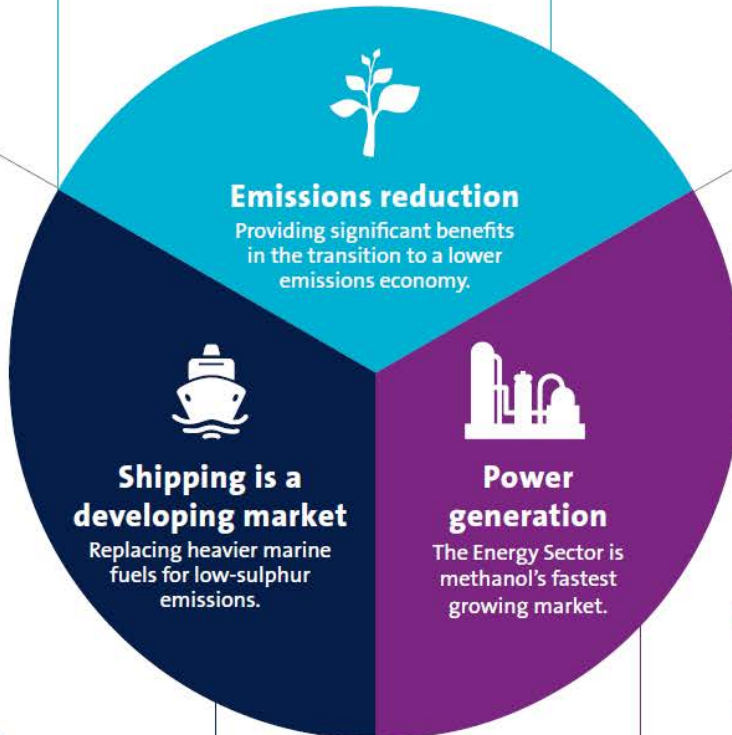 Emissions reduction
Providing significant benefits
in the transition to a lower
emissions economy.
Shipping is a
developing market
Replacing heavier marine
fuels for low-sulphur
emissions.
Power
generation
The Energy Sector is
methanol's fastest
growing market.